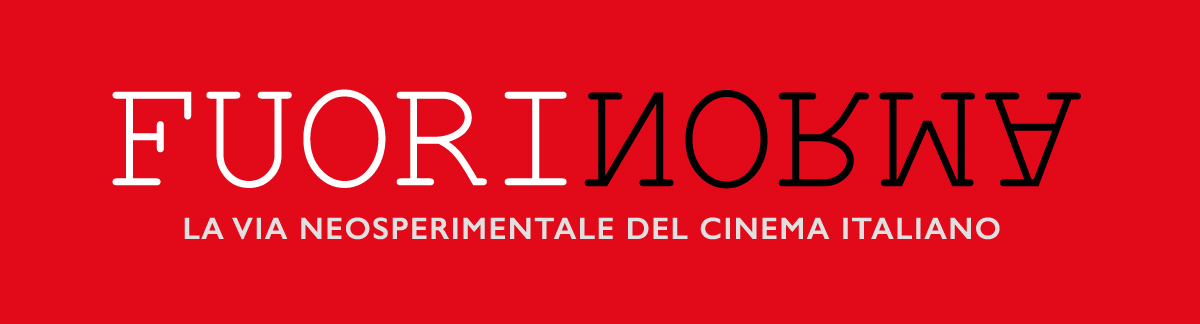 FUORINORMA
LA VIA NEOSPERIMENTALE DEL CINEMA ITALIANO